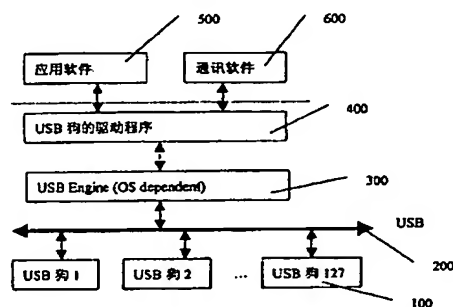 500
600
应用软件
通讯软件
USB 狗的驱动程序
400
USB Engine (OS dependent)
300
USB
200
USB 狗 1
USB 狗 2
...
USB 狗 127
100